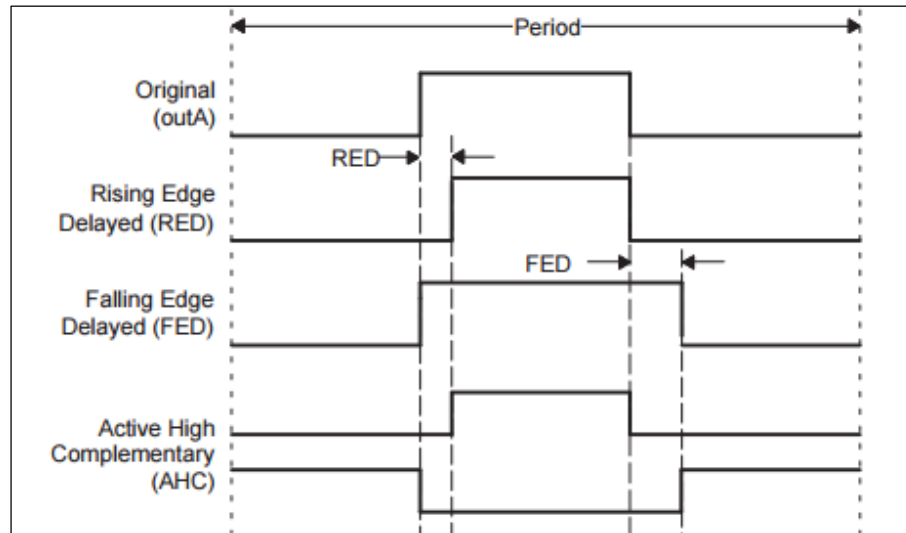 Period
Original
(outA)
RED
Rising Edge
Delayed (RED)
FED
Falling Edge
Delayed (FED)
Active High
Complementary
(AHC)